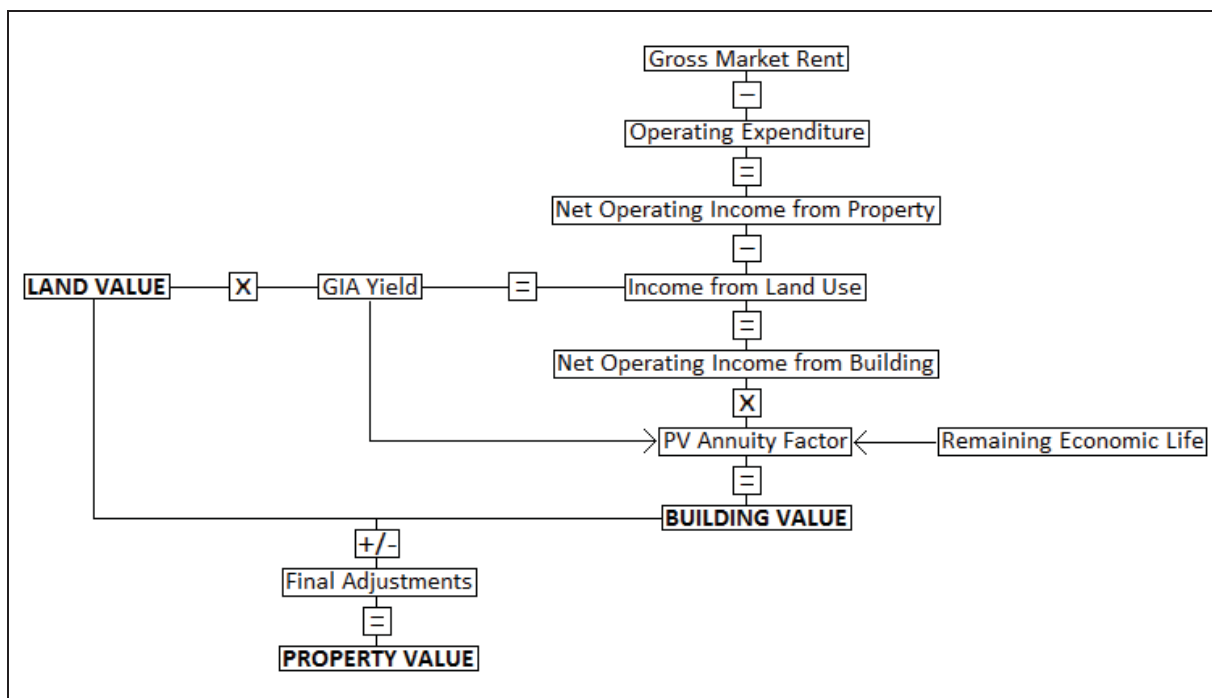 Gross Market Rent
−
Operating Expenditure
=
Net Operating Income from Property
−
LAND VALUE X GIA Yield = Income from Land Use
=
Net Operating Income from Building
X
PV Annuity Factor Remaining Economic Life
=
BUILDING VALUE
+/-
Final Adjustments
=
PROPERTY VALUE